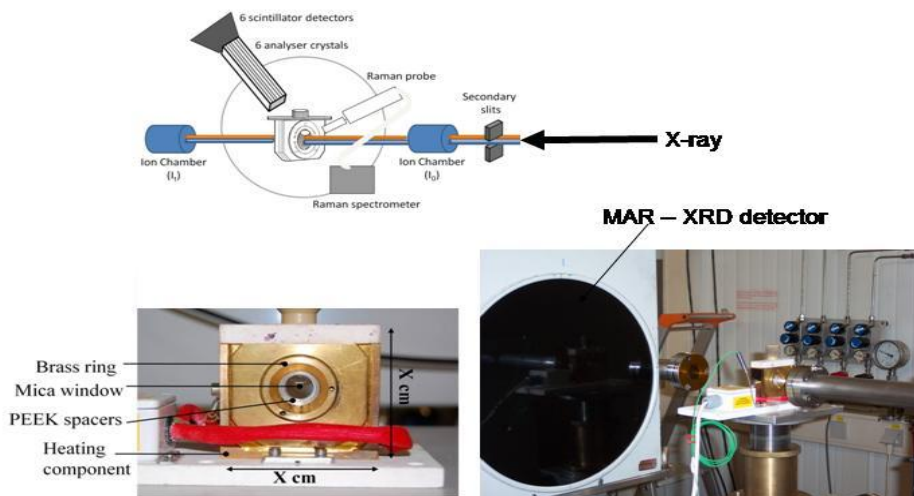 6 scintillator detectors
6 analyser crystals
Raman probe
Secondary
slits
X-ray
Ion Chamber
(I₁)
Ion Chamber
(I₀)
Raman spectrometer
MAR – XRD detector
Brass ring
Mica window
PEEK spacers
Heating
component
X cm
X cm